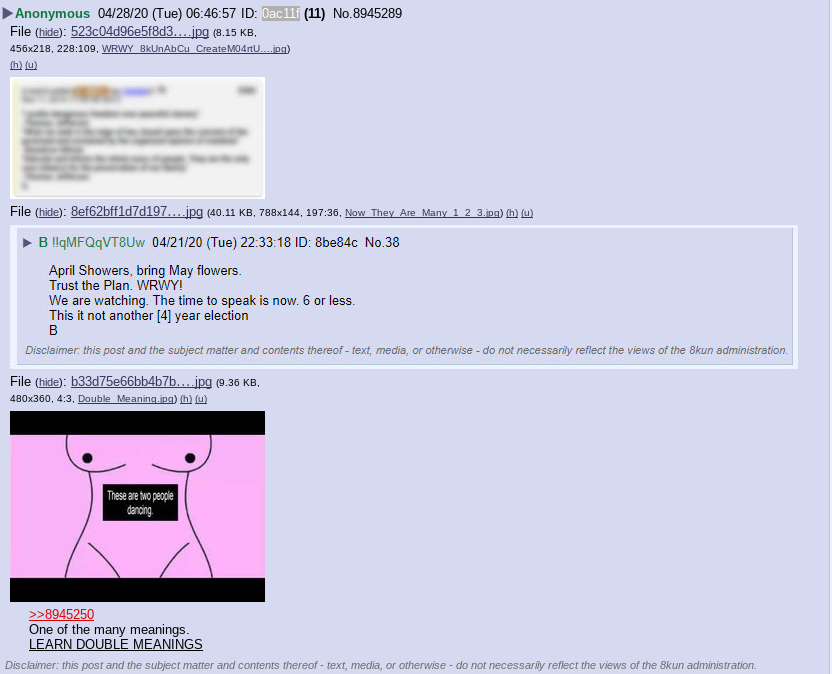 Anonymous 04/28/20 (Tue) 06:46:57 ID: 0ac11f (11) No.8945289
File (hide): 523c04d96e5f8d3….jpg (8.15 KB,
456x218, 228:109, WRWY_8kUnAbCu_CreateM04rtU….jpg)
(h) (u)
File (hide): 8ef62bff1d7d197….jpg (40.11 KB, 788x144, 197:36, Now_They_Are_Many_1_2_3.jpg) (h) (u)
B !!qMFQqVT8Uw 04/21/20 (Tue) 22:33:18 ID: 8be84c No.38
April Showers, bring May flowers.
Trust the Plan. WRWY!
We are watching. The time to speak is now. 6 or less.
This it not another [4] year election
B
Disclaimer: this post and the subject matter and contents thereof - text, media, or otherwise - do not necessarily reflect the views of the 8kun administration.
File (hide): b33d75e66bb4b7b….jpg (9.36 KB,
480x360, 4:3, Double_Meaning.jpg) (h) (u)
These are two people
dancing.
>>8945250
One of the many meanings.
LEARN DOUBLE MEANINGS
Disclaimer: this post and the subject matter and contents thereof - text, media, or otherwise - do not necessarily reflect the views of the 8kun administration.